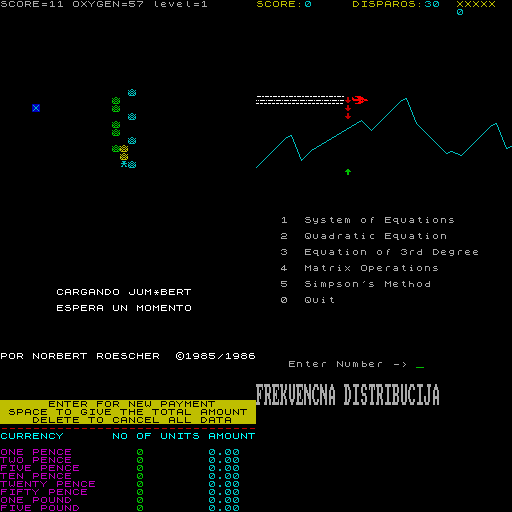 SCORE=11 OXYGEN=57 level=1
SCORE:0 DISPAROS:30 XXXXX
0
1 System of Equations
2 Quadratic Equation
3 Equation of 3rd Degree
4 Matrix Operations
5 Simpson's Method
0 Quit
Enter Number -> _
CARGANDO JUM*BERT
ESPERA UN MOMENTO
POR NORBERT ROESCHER ©1985/1986
FREKVENCNA DISTRIBUCIJA
ENTER FOR NEW PAYMENT
SPACE TO GIVE THE TOTAL AMOUNT
DELETE TO CANCEL ALL DATA
CURRENCY NO OF UNITS AMOUNT
ONE PENCE 0 0.00
TWO PENCE 0 0.00
FIVE PENCE 0 0.00
TEN PENCE 0 0.00
TWENTY PENCE 0 0.00
FIFTY PENCE 0 0.00
ONE POUND 0 0.00
FIVE POUND 0 0.00